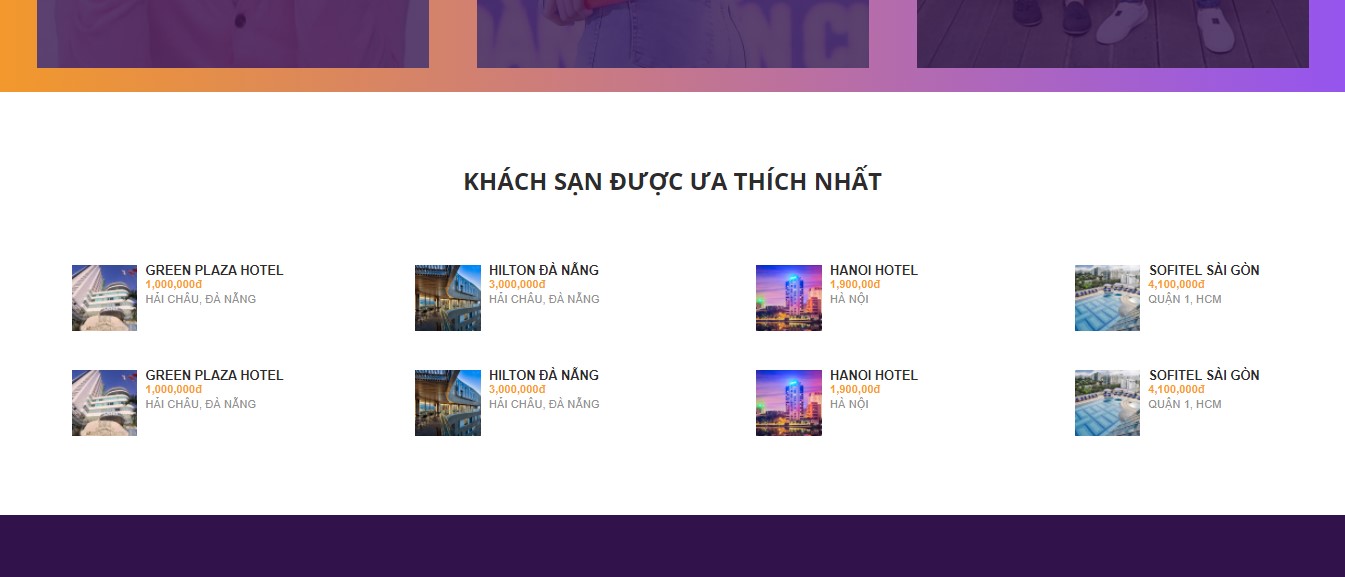 KHÁCH SẠN ĐƯỢC ƯA THÍCH NHẤT
GREEN PLAZA HOTEL
1,000,000đ
HẢI CHÂU, ĐÀ NẴNG
HILTON ĐÀ NẴNG
3,000,000đ
HẢI CHÂU, ĐÀ NẴNG
HANOI HOTEL
1,900,00đ
HÀ NỘI
SOFITEL SÀI GÒN
4,100,000đ
QUẬN 1, HCM
GREEN PLAZA HOTEL
1,000,000đ
HẢI CHÂU, ĐÀ NẴNG
HILTON ĐÀ NẴNG
3,000,000đ
HẢI CHÂU, ĐÀ NẴNG
HANOI HOTEL
1,900,00đ
HÀ NỘI
SOFITEL SÀI GÒN
4,100,000đ
QUẬN 1, HCM